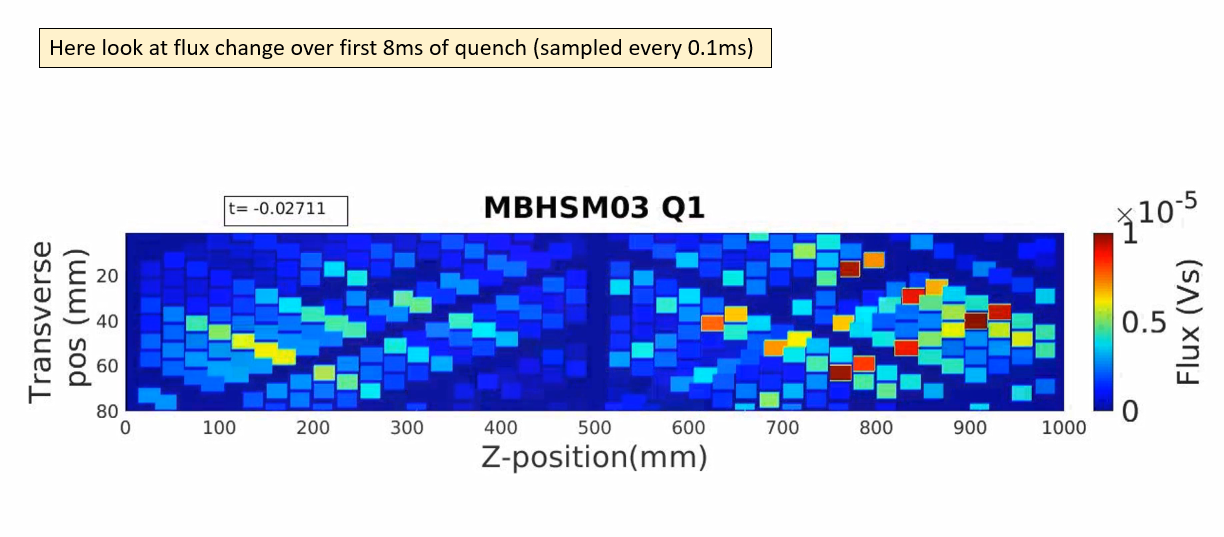 Here look at flux change over first 8ms of quench (sampled every 0.1ms)
t= -0.02711
MBHSM03 Q1
×10-5
Transverse
pos (mm)
20
40
60
80
0 100 200 300 400 500 600 700 800 900 1000
Z-position(mm)
1
0.5
0
Flux (Vs)